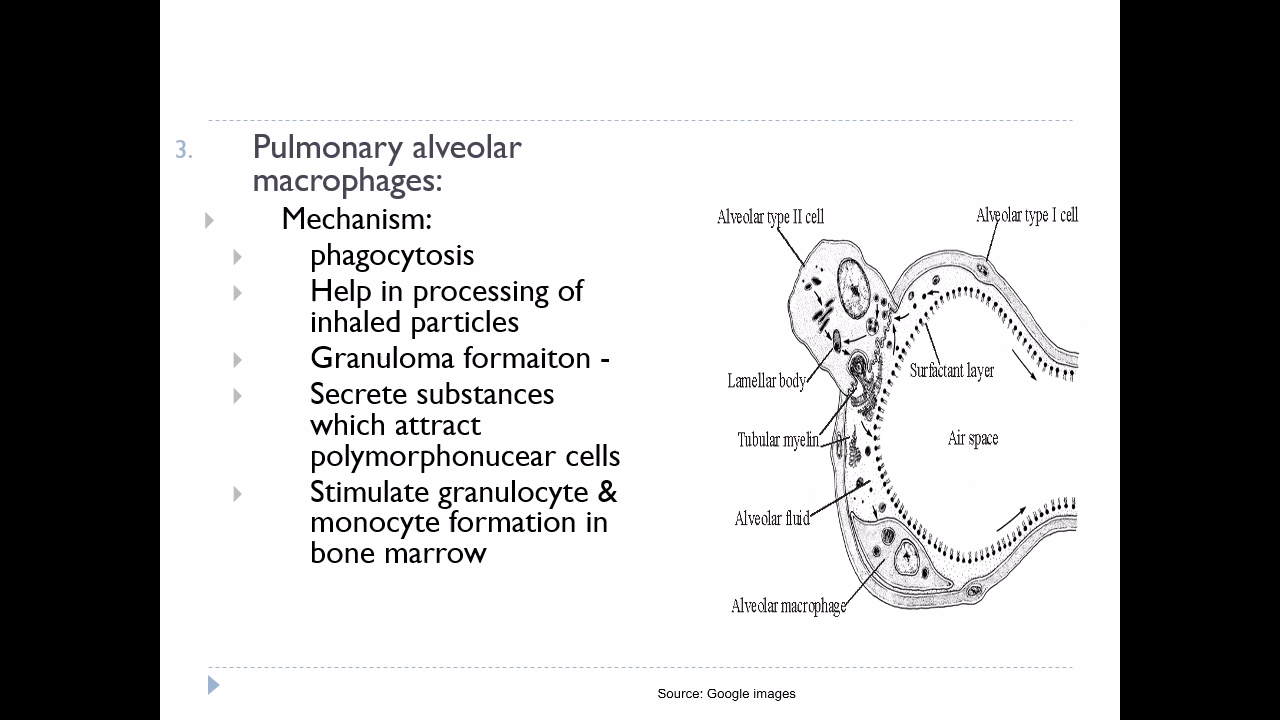 3. Pulmonary alveolar
macrophages:
Mechanism:
phagocytosis
Help in processing of
inhaled particles
Granuloma formaiton -
Secrete substances
which attract
polymorphonucear cells
Stimulate granulocyte &
monocyte formation in
bone marrow
Alveolar type II cell
Alveolar type I cell
Lamellar body
Surfactant layer
Tubular myelin
Air space
Alveolar fluid
Alveolar macrophage
Source: Google images